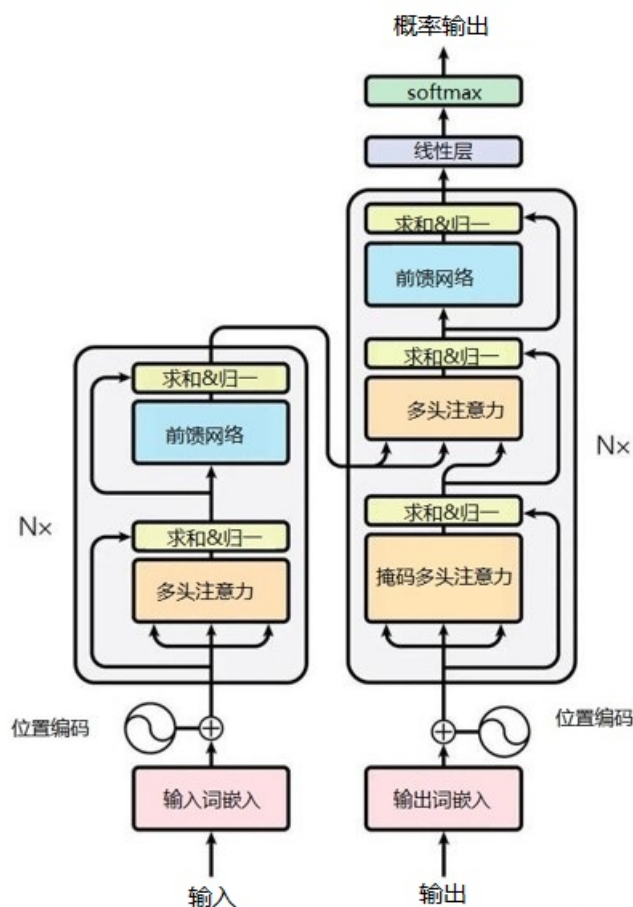 概率输出
softmax
线性层
求和&归一
前馈网络
求和&归一
多头注意力
求和&归一
掩码多头注意力
N×
位置编码
输出词嵌入
输出
求和&归一
前馈网络
求和&归一
多头注意力
N×
位置编码
输入词嵌入
输入